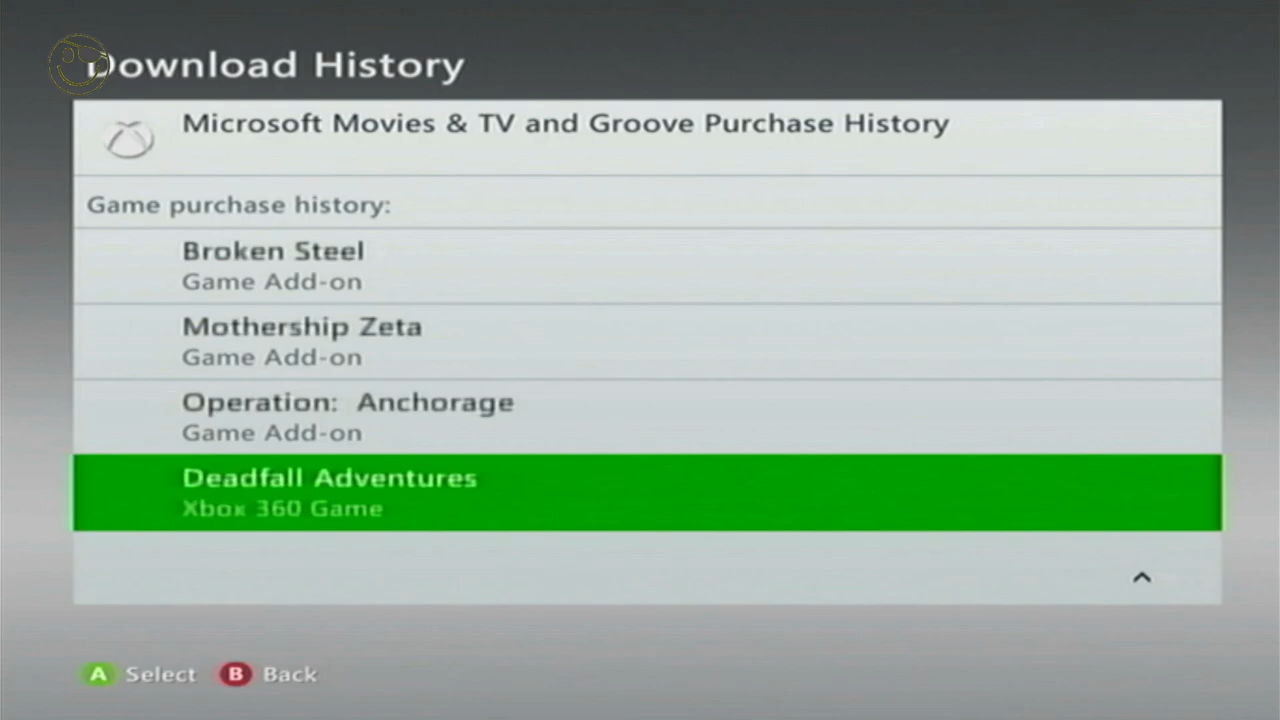 Download History
Microsoft Movies & TV and Groove Purchase History
Game purchase history:
Broken Steel
Game Add-on
Mothership Zeta
Game Add-on
Operation: Anchorage
Game Add-on
Deadfall Adventures
Xbox 360 Game
A Select B Back